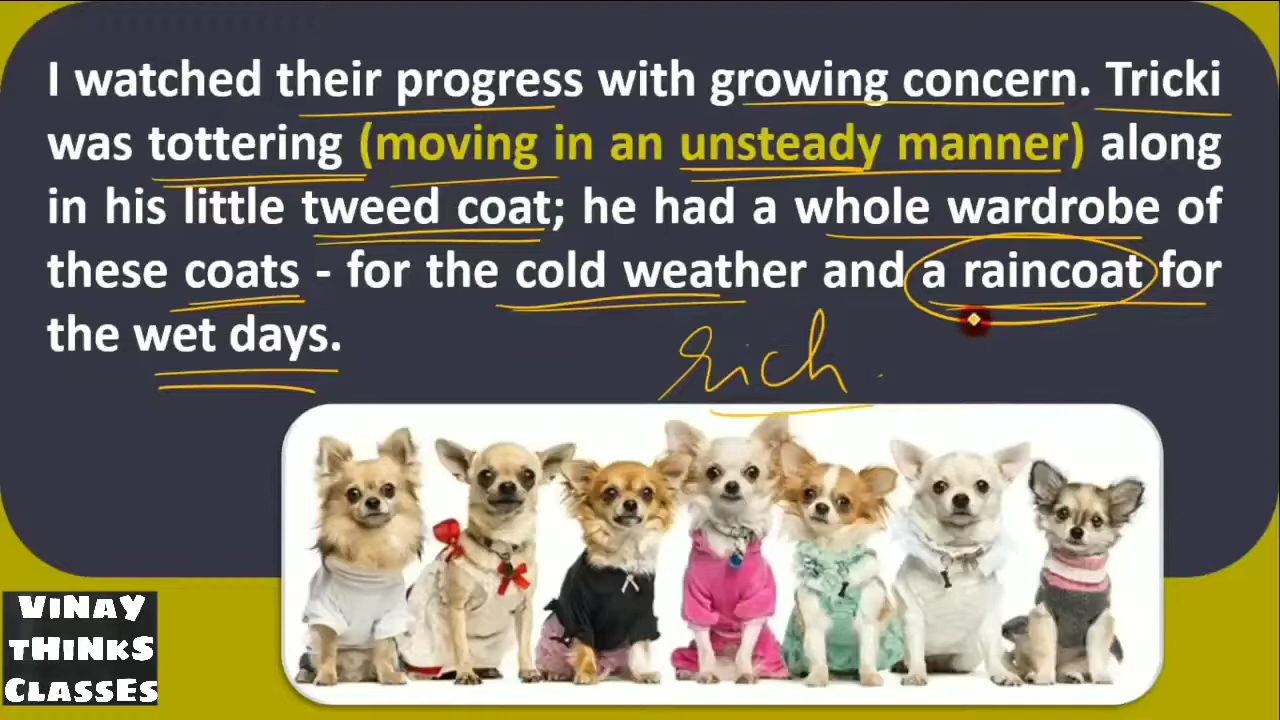 I watched their progress with growing concern. Tricki
was tottering (moving in an unsteady manner) along
in his little tweed coat; he had a whole wardrobe of
these coats - for the cold weather and a raincoat for
the wet days.
rich.
VINAY
THINKS
CLASSES